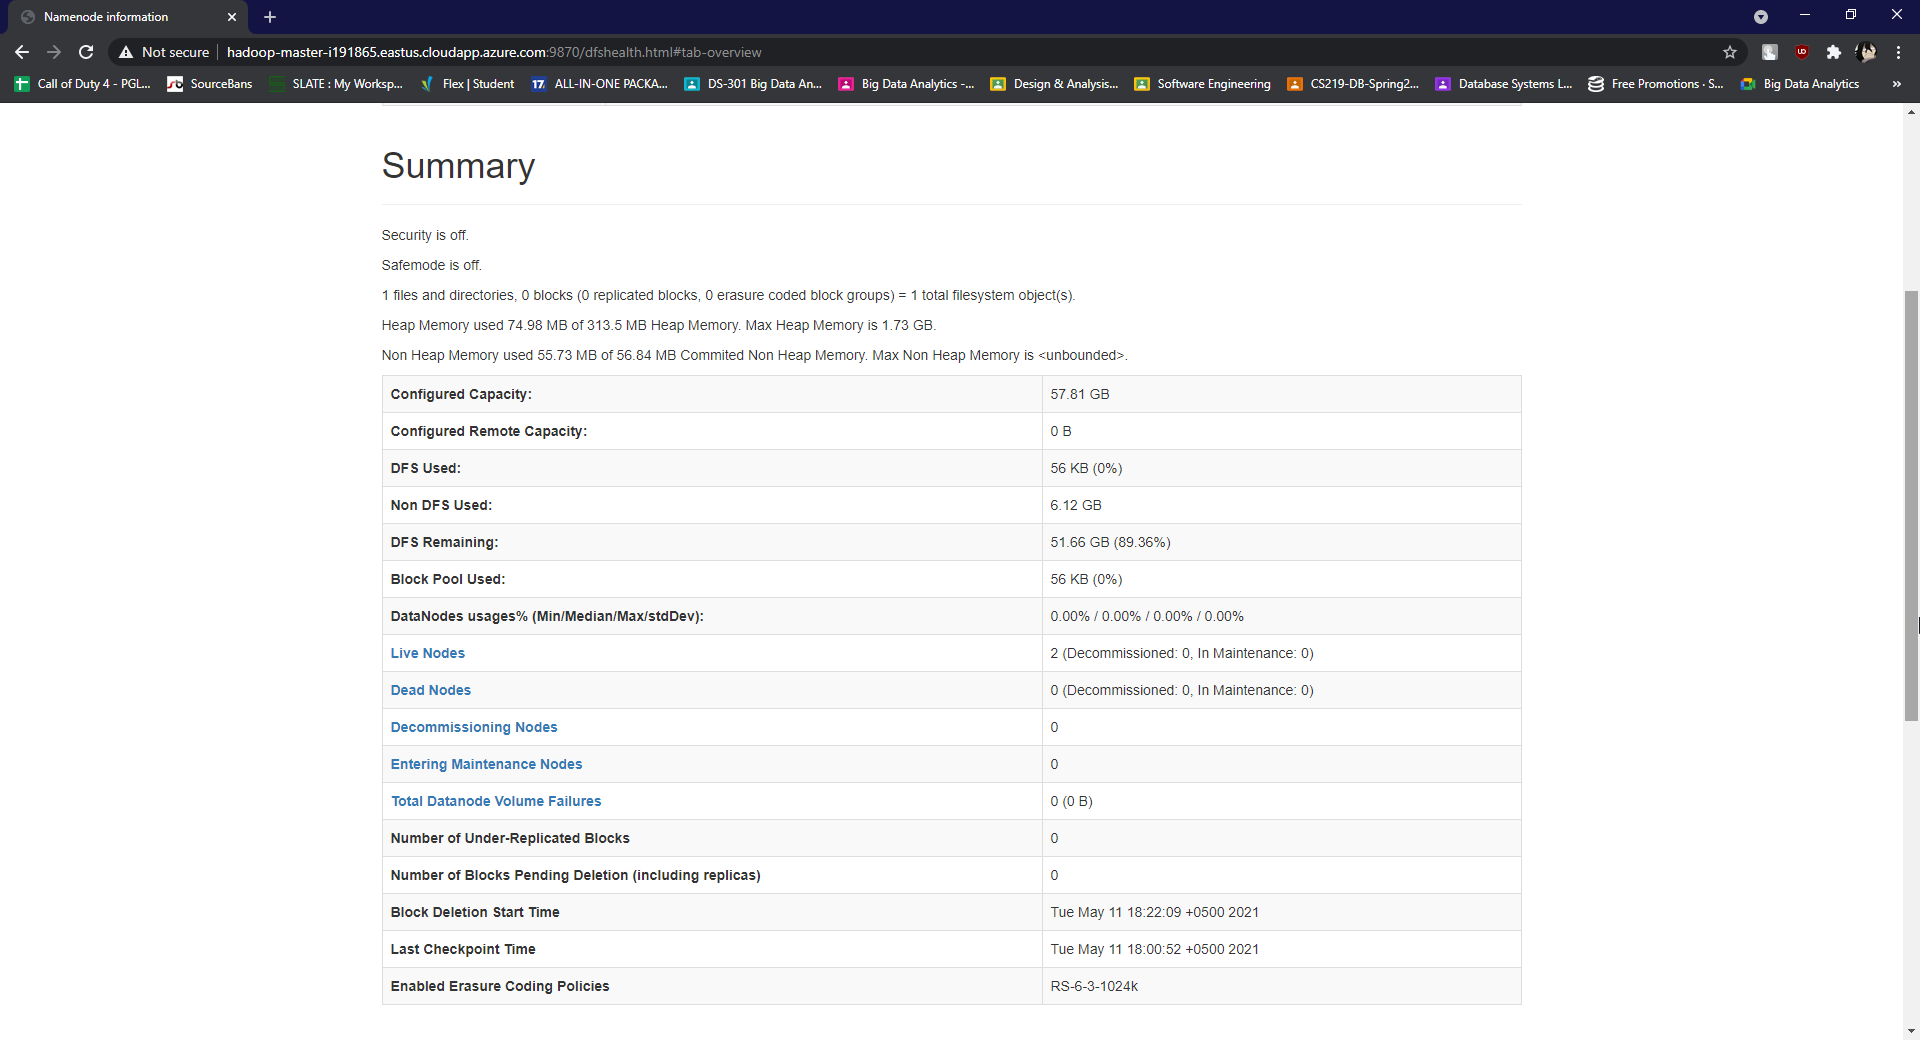 Namenode information
Not secure hadoop-master-i191865.eastus.cloudapp.azure.com:9870/dfshealth.html#tab-overview
Call of Duty 4 - PGL... SourceBans SLATE : My Worksp... Flex | Student 17 ALL-IN-ONE PACKA... DS-301 Big Data An... Big Data Analytics -... Design & Analysis... Software Engineering CS219-DB-Spring2... Database Systems L... Free Promotions · S... Big Data Analytics »
Summary
Security is off.
Safemode is off.
1 files and directories, 0 blocks (0 replicated blocks, 0 erasure coded block groups) = 1 total filesystem object(s).
Heap Memory used 74.98 MB of 313.5 MB Heap Memory. Max Heap Memory is 1.73 GB.
Non Heap Memory used 55.73 MB of 56.84 MB Commited Non Heap Memory. Max Non Heap Memory is <unbounded>.
Configured Capacity: 57.81 GB
Configured Remote Capacity: 0 B
DFS Used: 56 KB (0%)
Non DFS Used: 6.12 GB
DFS Remaining: 51.66 GB (89.36%)
Block Pool Used: 56 KB (0%)
DataNodes usages% (Min/Median/Max/stdDev): 0.00% / 0.00% / 0.00% / 0.00%
Live Nodes 2 (Decommissioned: 0, In Maintenance: 0)
Dead Nodes 0 (Decommissioned: 0, In Maintenance: 0)
Decommissioning Nodes 0
Entering Maintenance Nodes 0
Total Datanode Volume Failures 0 (0 B)
Number of Under-Replicated Blocks 0
Number of Blocks Pending Deletion (including replicas) 0
Block Deletion Start Time Tue May 11 18:22:09 +0500 2021
Last Checkpoint Time Tue May 11 18:00:52 +0500 2021
Enabled Erasure Coding Policies RS-6-3-1024k